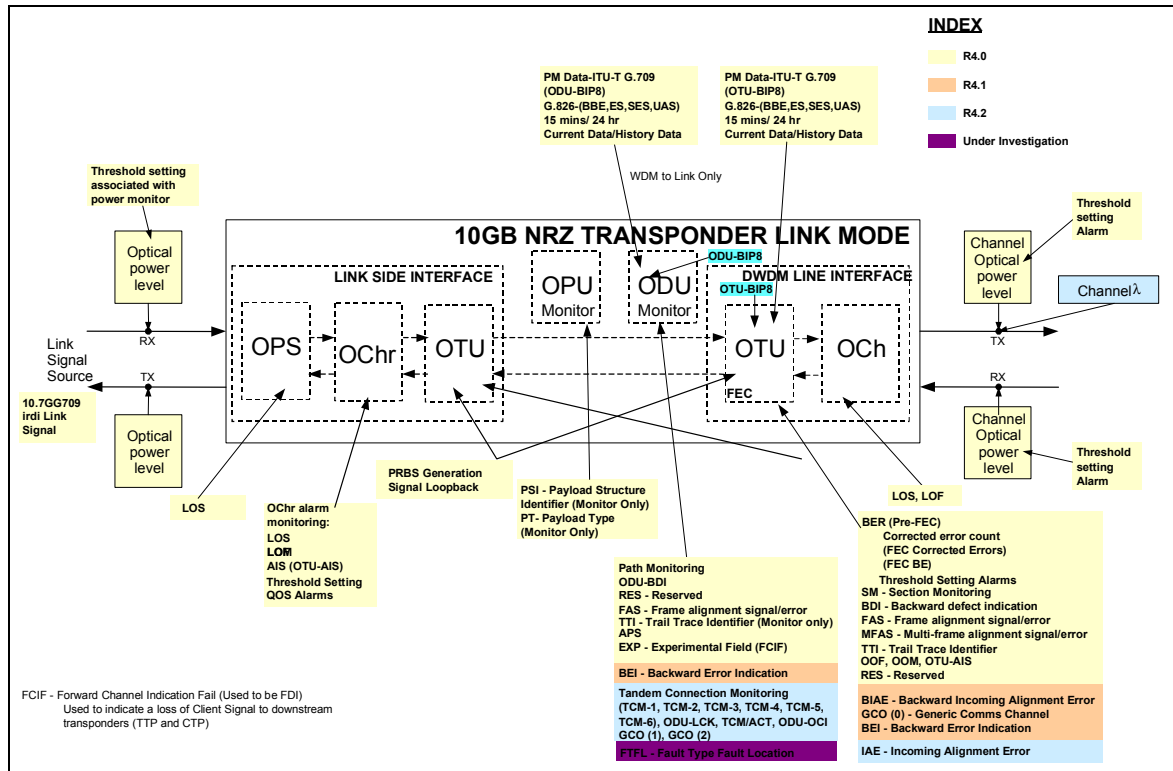 INDEX
R4.0
R4.1
R4.2
Under Investigation
PM Data-ITU-T G.709
(ODU-BIP8)
G.826-(BBE,ES,SES,UAS)
15 mins/ 24 hr
Current Data/History Data
PM Data-ITU-T G.709
(OTU-BIP8)
G.826-(BBE,ES,SES,UAS)
15 mins/ 24 hr
Current Data/History Data
WDM to Link Only
Threshold setting
associated with
power monitor
Threshold
setting
Alarm
Optical
power
level
10GB NRZ TRANSPONDER LINK MODE
Channel
Optical
power
level
Channel λ
LINK SIDE INTERFACE
OPU
Monitor
ODU-BIP8
ODU
Monitor
DWDM LINE INTERFACE
OTU-BIP8
OPS
OChr
OTU
OTU
FEC
OCh
RX
TX
Link
Signal
Source
TX
RX
10.7GG709
irdi Link
Signal
Optical
power
level
Channel
Optical
power
level
Threshold
setting
Alarm
PRBS Generation
Signal Loopback
LOS
OChr alarm
monitoring:
LOS
LOM
AIS (OTU-AIS)
Threshold Setting
QOS Alarms
PSI - Payload Structure
Identifier (Monitor Only)
PT- Payload Type
(Monitor Only)
LOS, LOF
Path Monitoring
ODU-BDI
RES - Reserved
FAS - Frame alignment signal/error
TTI - Trail Trace Identifier (Monitor only)
APS
EXP - Experimental Field (FCIF)
BEI - Backward Error Indication
Tandem Connection Monitoring
(TCM-1, TCM-2, TCM-3, TCM-4, TCM-5,
TCM-6), ODU-LCK, TCM/ACT, ODU-OCI
GCO (1), GCO (2)
FTFL - Fault Type Fault Location
BER (Pre-FEC)
Corrected error count
(FEC Corrected Errors)
(FEC BE)
Threshold Setting Alarms
SM - Section Monitoring
BDI - Backward defect indication
FAS - Frame alignment signal/error
MFAS - Multi-frame alignment signal/error
TTI - Trail Trace Identifier
OOF, OOM, OTU-AIS
RES - Reserved
BIAE - Backward Incoming Alignment Error
GCO (0) - Generic Comms Channel
BEI - Backward Error Indication
IAE - Incoming Alignment Error
FCIF - Forward Channel Indication Fail (Used to be FDI)
Used to indicate a loss of Client Signal to downstream
transponders (TTP and CTP)